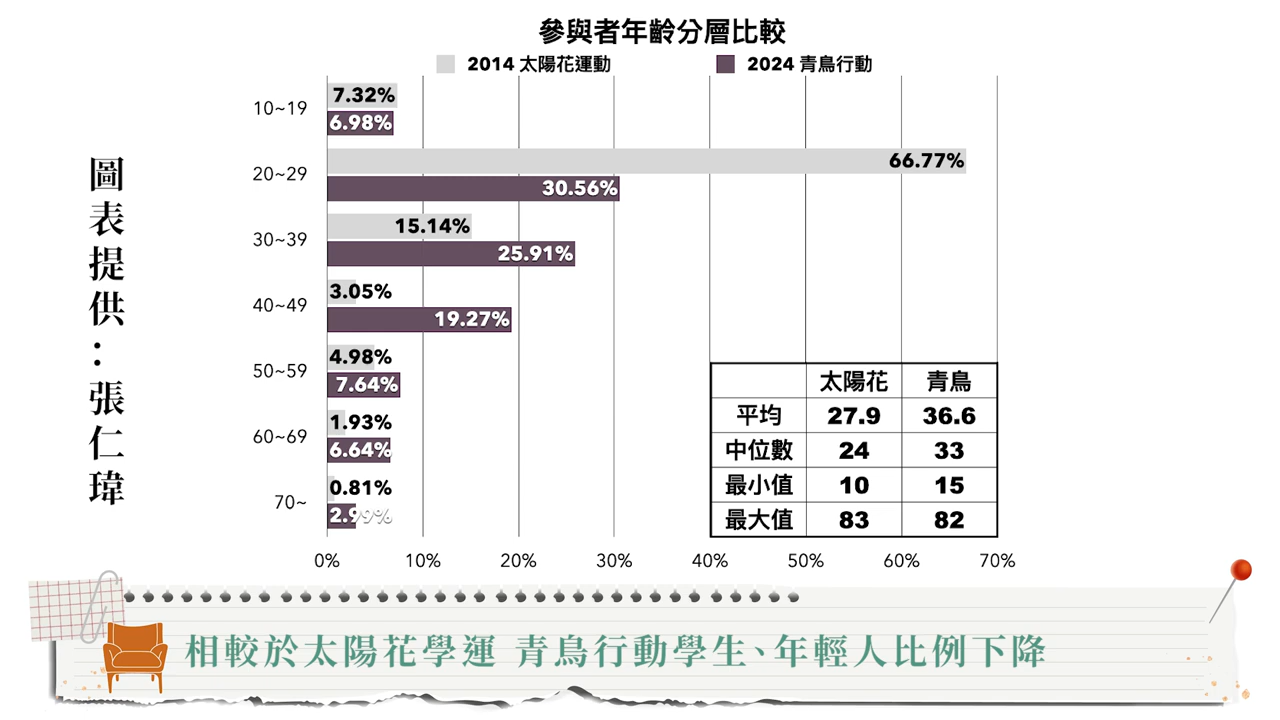 參與者年齡分層比較
2014 太陽花運動 2024 青鳥行動
10~19 7.32% 6.98%
20~29 66.77% 30.56%
30~39 15.14% 25.91%
40~49 3.05% 19.27%
50~59 4.98% 7.64%
60~69 1.93% 6.64%
70~ 0.81% 2.99%
0% 10% 20% 30% 40% 50% 60% 70%
太陽花 青鳥
平均 27.9 36.6
中位數 24 33
最小值 10 15
最大值 83 82
圖表提供：張仁瑋
相較於太陽花學運 青鳥行動學生、年輕人比例下降